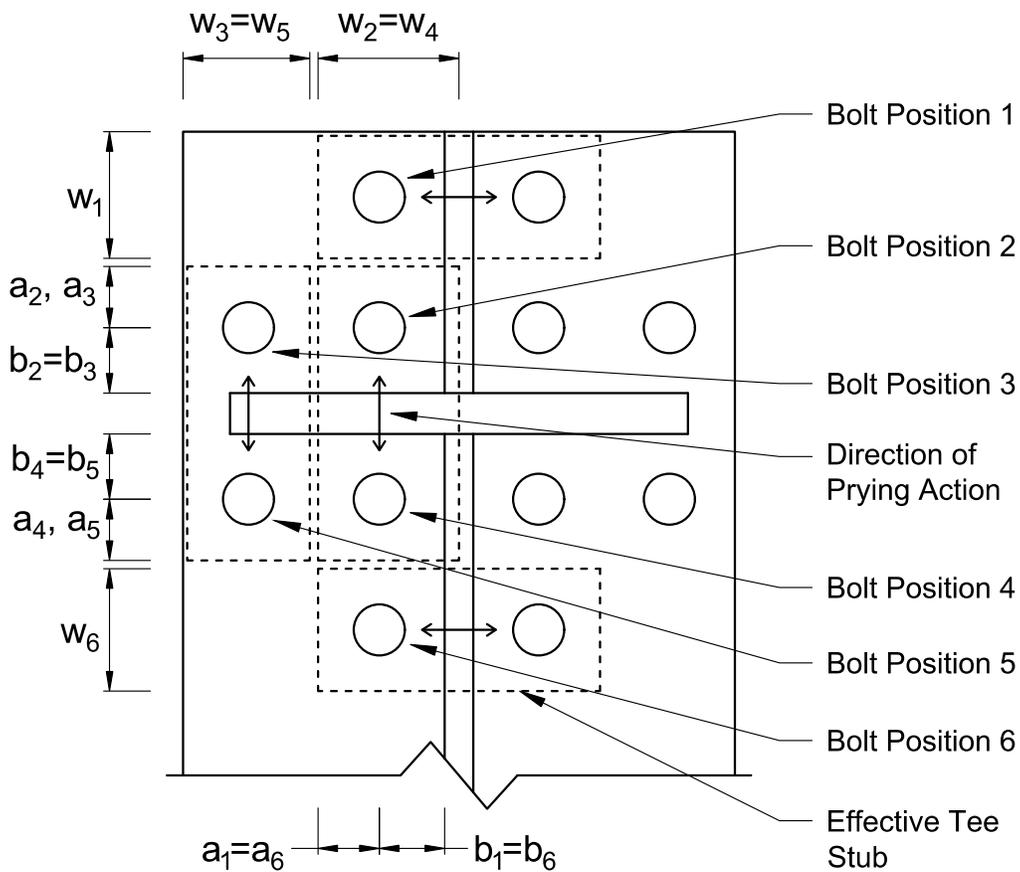 w3=w5
w2=w4
Bolt Position 1
w1
Bolt Position 2
a2, a3
b2=b3
Bolt Position 3
b4=b5
Direction of
Prying Action
a4, a5
Bolt Position 4
w6
Bolt Position 5
Bolt Position 6
Effective Tee
Stub
a1=a6
b1=b6